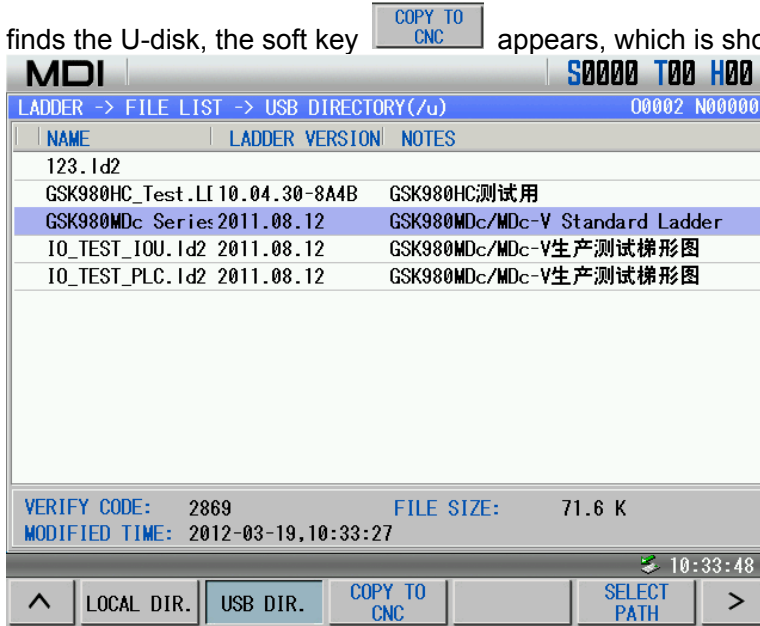 COPY TO
CNC
finds the U-disk, the soft key appears, which is sho
MDI S0000 T00 H00
LADDER -> FILE LIST -> USB DIRECTORY(/u) O0002 N00000
NAME LADDER VERSION NOTES
123.ld2
GSK980HC_Test.L[ 10.04.30-8A4B GSK980HC测试用
GSK980MDc Series 2011.08.12 GSK980MDc/MDc-V Standard Ladder
IO_TEST_IOU.ld2 2011.08.12 GSK980MDc/MDc-V生产测试梯形图
IO_TEST_PLC.ld2 2011.08.12 GSK980MDc/MDc-V生产测试梯形图
VERIFY CODE: 2869 FILE SIZE: 71.6 K
MODIFIED TIME: 2012-03-19,10:33:27
10:33:48
^ LOCAL DIR. USB DIR. COPY TO CNC SELECT PATH >